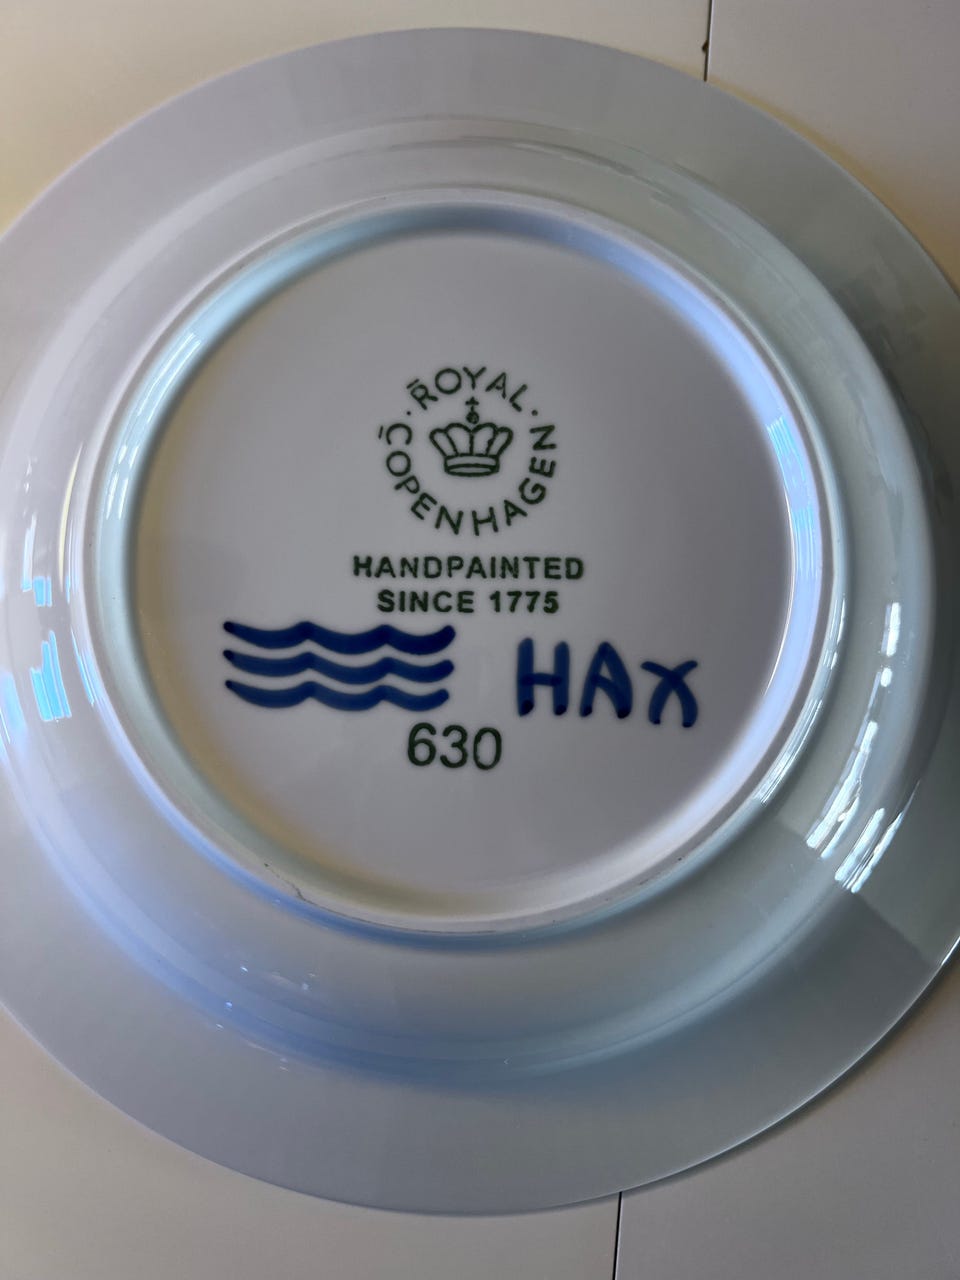 ROYAL
COPENHAGEN
HANDPAINTED
SINCE 1775
HAX
630